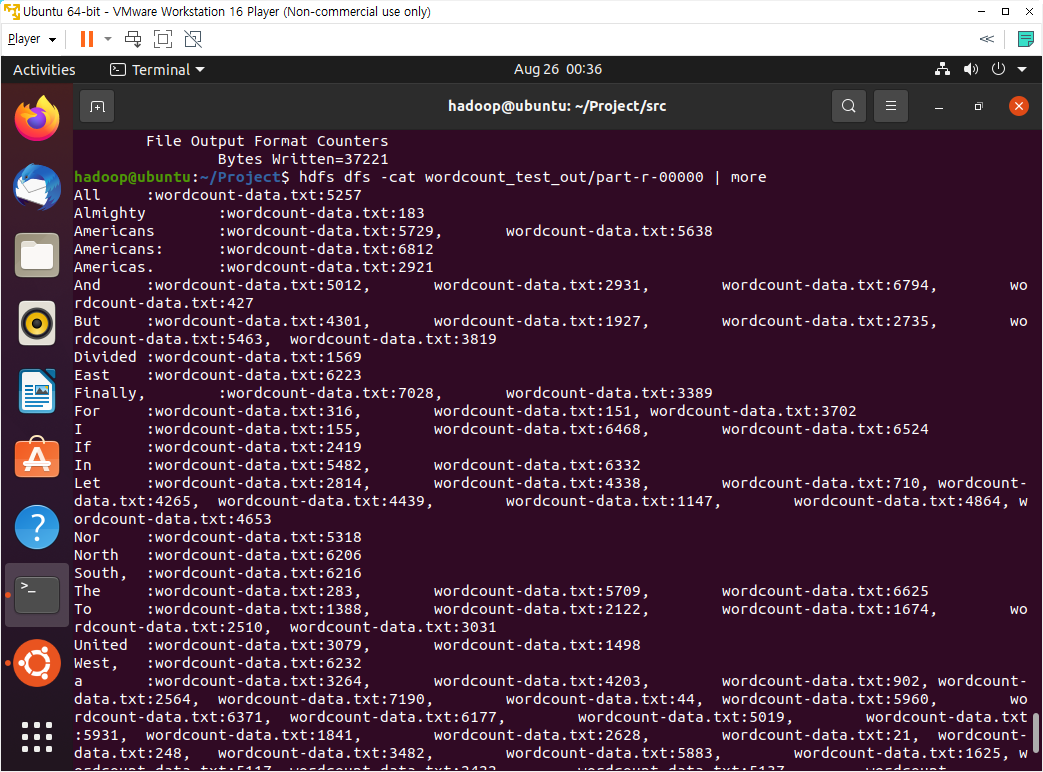 Ubuntu 64-bit - VMware Workstation 16 Player (Non-commercial use only)
Player
Activities Terminal Aug 26 00:36
hadoop@ubuntu: ~/Project/src
File Output Format Counters
Bytes Written=37221
hadoop@ubuntu:~/Project$ hdfs dfs -cat wordcount_test_out/part-r-00000 | more
All :wordcount-data.txt:5257
Almighty :wordcount-data.txt:183
Americans :wordcount-data.txt:5729, wordcount-data.txt:5638
Americans: :wordcount-data.txt:6812
Americas. :wordcount-data.txt:2921
And :wordcount-data.txt:5012, wordcount-data.txt:2931, wordcount-data.txt:6794, wo
rdcount-data.txt:427
But :wordcount-data.txt:4301, wordcount-data.txt:1927, wordcount-data.txt:2735, wo
rdcount-data.txt:5463, wordcount-data.txt:3819
Divided :wordcount-data.txt:1569
East :wordcount-data.txt:6223
Finally, :wordcount-data.txt:7028, wordcount-data.txt:3389
For :wordcount-data.txt:316, wordcount-data.txt:151, wordcount-data.txt:3702
I :wordcount-data.txt:155, wordcount-data.txt:6468, wordcount-data.txt:6524
If :wordcount-data.txt:2419
In :wordcount-data.txt:5482, wordcount-data.txt:6332
Let :wordcount-data.txt:2814, wordcount-data.txt:4338, wordcount-data.txt:710, wordcount-
data.txt:4265, wordcount-data.txt:4439, wordcount-data.txt:1147, wordcount-data.txt:4864, w
ordcount-data.txt:4653
Nor :wordcount-data.txt:5318
North :wordcount-data.txt:6206
South, :wordcount-data.txt:6216
The :wordcount-data.txt:283, wordcount-data.txt:5709, wordcount-data.txt:6625
To :wordcount-data.txt:1388, wordcount-data.txt:2122, wordcount-data.txt:1674, wo
rdcount-data.txt:2510, wordcount-data.txt:3031
United :wordcount-data.txt:3079, wordcount-data.txt:1498
West, :wordcount-data.txt:6232
a :wordcount-data.txt:3264, wordcount-data.txt:4203, wordcount-data.txt:902, wordcount-
data.txt:2564, wordcount-data.txt:7190, wordcount-data.txt:44, wordcount-data.txt:5960, wo
rdcount-data.txt:6371, wordcount-data.txt:6177, wordcount-data.txt:5019, wordcount-data.txt
:5931, wordcount-data.txt:1841, wordcount-data.txt:2628, wordcount-data.txt:21, wordcount-
data.txt:248, wordcount-data.txt:3482, wordcount-data.txt:5883, wordcount-data.txt:1625, w